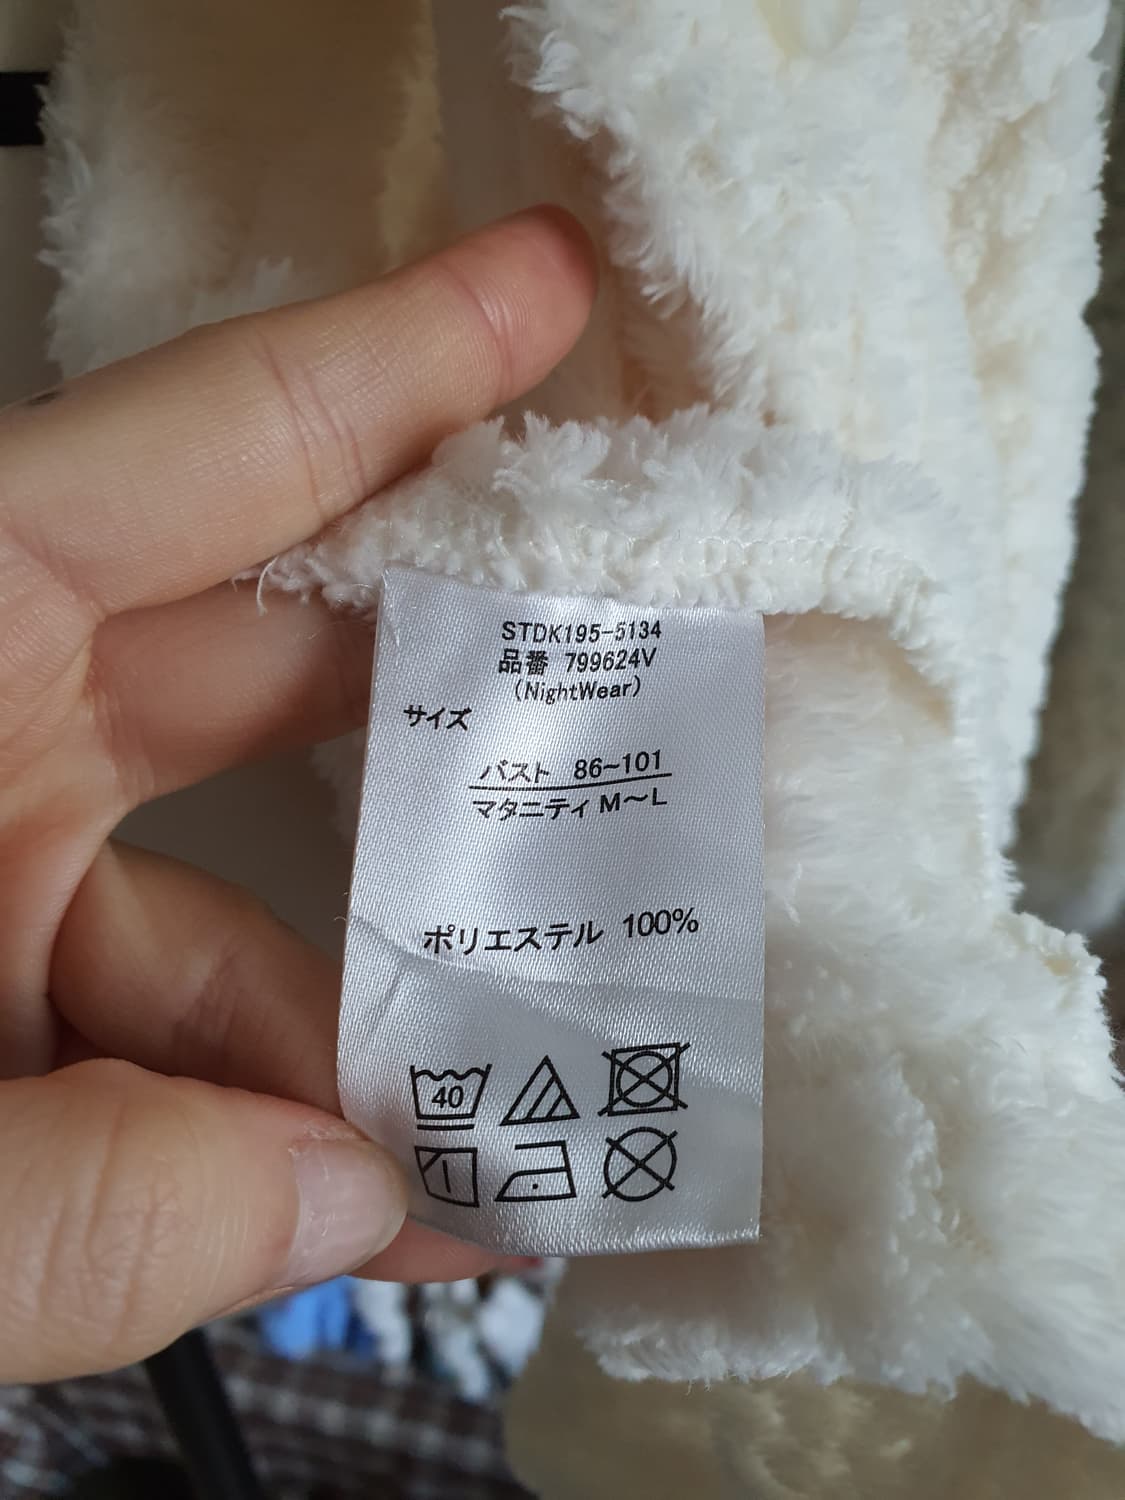 STDK195-5134
品番 799624V
(NightWear)
サイズ
バスト 86~101
マタニティ M～L
ポリエステル 100%
40